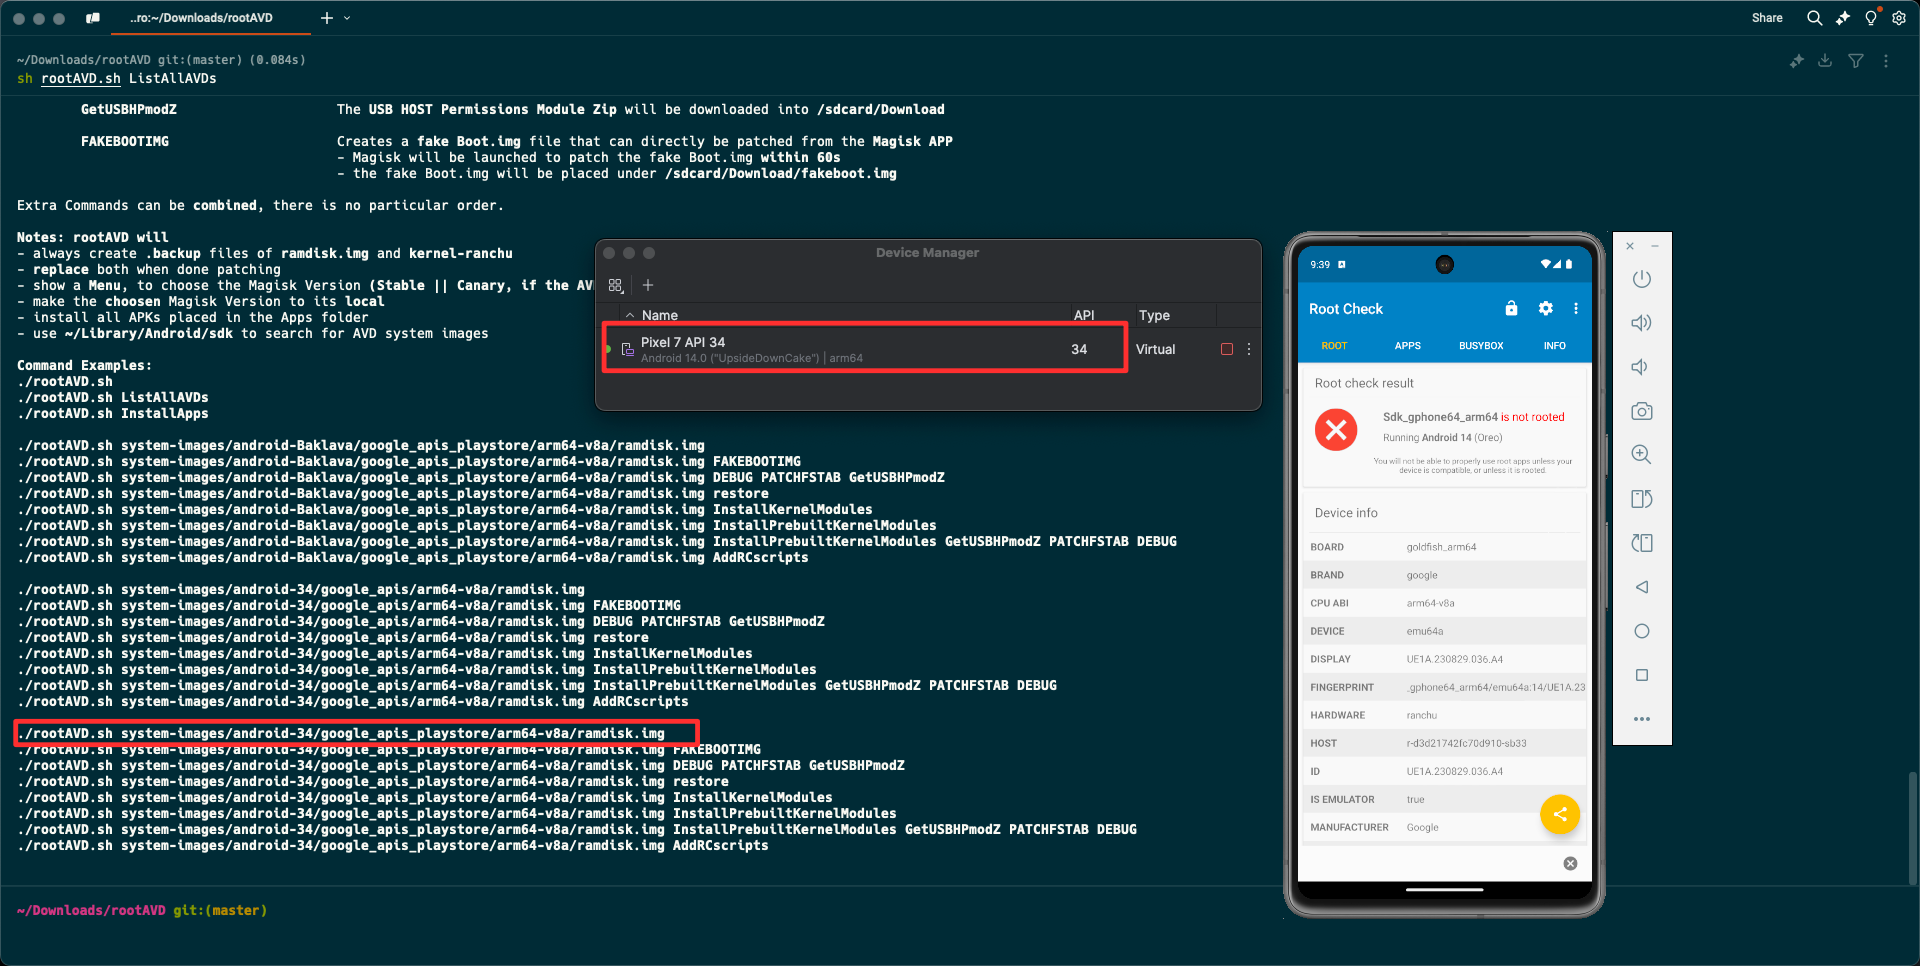 ..ro:~/Downloads/rootAVD
Share
~/Downloads/rootAVD git:(master) (0.084s)
sh rootAVD.sh ListAllAVDs
GetUSBHPmodZ The USB HOST Permissions Module Zip will be downloaded into /sdcard/Download
FAKEBOOTIMG Creates a fake Boot.img file that can directly be patched from the Magisk APP
- Magisk will be launched to patch the fake Boot.img within 60s
- the fake Boot.img will be placed under /sdcard/Download/fakeboot.img
Extra Commands can be combined, there is no particular order.
Notes: rootAVD will
- always create .backup files of ramdisk.img and kernel-ranchu
- replace both when done patching
- show a Menu, to choose the Magisk Version (Stable || Canary, if the AV
- make the choosen Magisk Version to its local
- install all APKs placed in the Apps folder
- use ~/Library/Android/sdk to search for AVD system images
Command Examples:
./rootAVD.sh
./rootAVD.sh ListAllAVDs
./rootAVD.sh InstallApps
./rootAVD.sh system-images/android-Baklava/google_apis_playstore/arm64-v8a/ramdisk.img
./rootAVD.sh system-images/android-Baklava/google_apis_playstore/arm64-v8a/ramdisk.img FAKEBOOTIMG
./rootAVD.sh system-images/android-Baklava/google_apis_playstore/arm64-v8a/ramdisk.img DEBUG PATCHFSTAB GetUSBHPmodZ
./rootAVD.sh system-images/android-Baklava/google_apis_playstore/arm64-v8a/ramdisk.img restore
./rootAVD.sh system-images/android-Baklava/google_apis_playstore/arm64-v8a/ramdisk.img InstallKernelModules
./rootAVD.sh system-images/android-Baklava/google_apis_playstore/arm64-v8a/ramdisk.img InstallPrebuiltKernelModules
./rootAVD.sh system-images/android-Baklava/google_apis_playstore/arm64-v8a/ramdisk.img InstallPrebuiltKernelModules GetUSBHPmodZ PATCHFSTAB DEBUG
./rootAVD.sh system-images/android-Baklava/google_apis_playstore/arm64-v8a/ramdisk.img AddRCscripts
./rootAVD.sh system-images/android-34/google_apis/arm64-v8a/ramdisk.img
./rootAVD.sh system-images/android-34/google_apis/arm64-v8a/ramdisk.img FAKEBOOTIMG
./rootAVD.sh system-images/android-34/google_apis/arm64-v8a/ramdisk.img DEBUG PATCHFSTAB GetUSBHPmodZ
./rootAVD.sh system-images/android-34/google_apis/arm64-v8a/ramdisk.img restore
./rootAVD.sh system-images/android-34/google_apis/arm64-v8a/ramdisk.img InstallKernelModules
./rootAVD.sh system-images/android-34/google_apis/arm64-v8a/ramdisk.img InstallPrebuiltKernelModules
./rootAVD.sh system-images/android-34/google_apis/arm64-v8a/ramdisk.img InstallPrebuiltKernelModules GetUSBHPmodZ PATCHFSTAB DEBUG
./rootAVD.sh system-images/android-34/google_apis/arm64-v8a/ramdisk.img AddRCscripts
./rootAVD.sh system-images/android-34/google_apis_playstore/arm64-v8a/ramdisk.img
./rootAVD.sh system-images/android-34/google_apis_playstore/arm64-v8a/ramdisk.img FAKEBOOTIMG
./rootAVD.sh system-images/android-34/google_apis_playstore/arm64-v8a/ramdisk.img DEBUG PATCHFSTAB GetUSBHPmodZ
./rootAVD.sh system-images/android-34/google_apis_playstore/arm64-v8a/ramdisk.img restore
./rootAVD.sh system-images/android-34/google_apis_playstore/arm64-v8a/ramdisk.img InstallKernelModules
./rootAVD.sh system-images/android-34/google_apis_playstore/arm64-v8a/ramdisk.img InstallPrebuiltKernelModules
./rootAVD.sh system-images/android-34/google_apis_playstore/arm64-v8a/ramdisk.img InstallPrebuiltKernelModules GetUSBHPmodZ PATCHFSTAB DEBUG
./rootAVD.sh system-images/android-34/google_apis_playstore/arm64-v8a/ramdisk.img AddRCscripts
~/Downloads/rootAVD git:(master)
Device Manager
Name API Type
Pixel 7 API 34
Android 14.0 ("UpsideDownCake") | arm64
34 Virtual
9:39
Root Check
ROOT APPS BUSYBOX INFO
Root check result
Sdk_gphone64_arm64 is not rooted
Running Android 14 (Oreo)
You will not be able to properly use root apps unless your
device is compatible, or unless it is rooted.
Device info
BOARD goldfish_arm64
BRAND google
CPU ABI arm64-v8a
DEVICE emu64a
DISPLAY UE1A.230829.036.A4
FINGERPRINT _gphone64_arm64/emu64a:14/UE1A.23
HARDWARE ranchu
HOST r-d3d21742fc70d910-sb33
ID UE1A.230829.036.A4
IS EMULATOR true
MANUFACTURER Google